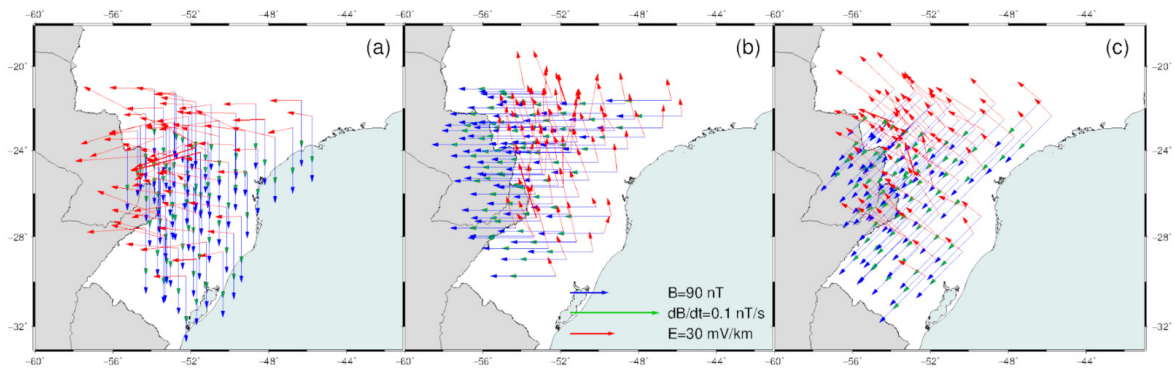 −60 −56 −52 −48 −44 −60 −56 −52 −48 −44 −60 −56 −52 −48 −44
(a) (b) (c)
−20 −20
−24 −24
−28 −28
B=90 nT
dB/dt=0.1 nT/s
−32 E=30 mV/km −32
−60 −56 −52 −48 −44 −60 −56 −52 −48 −44 −60 −56 −52 −48 −44